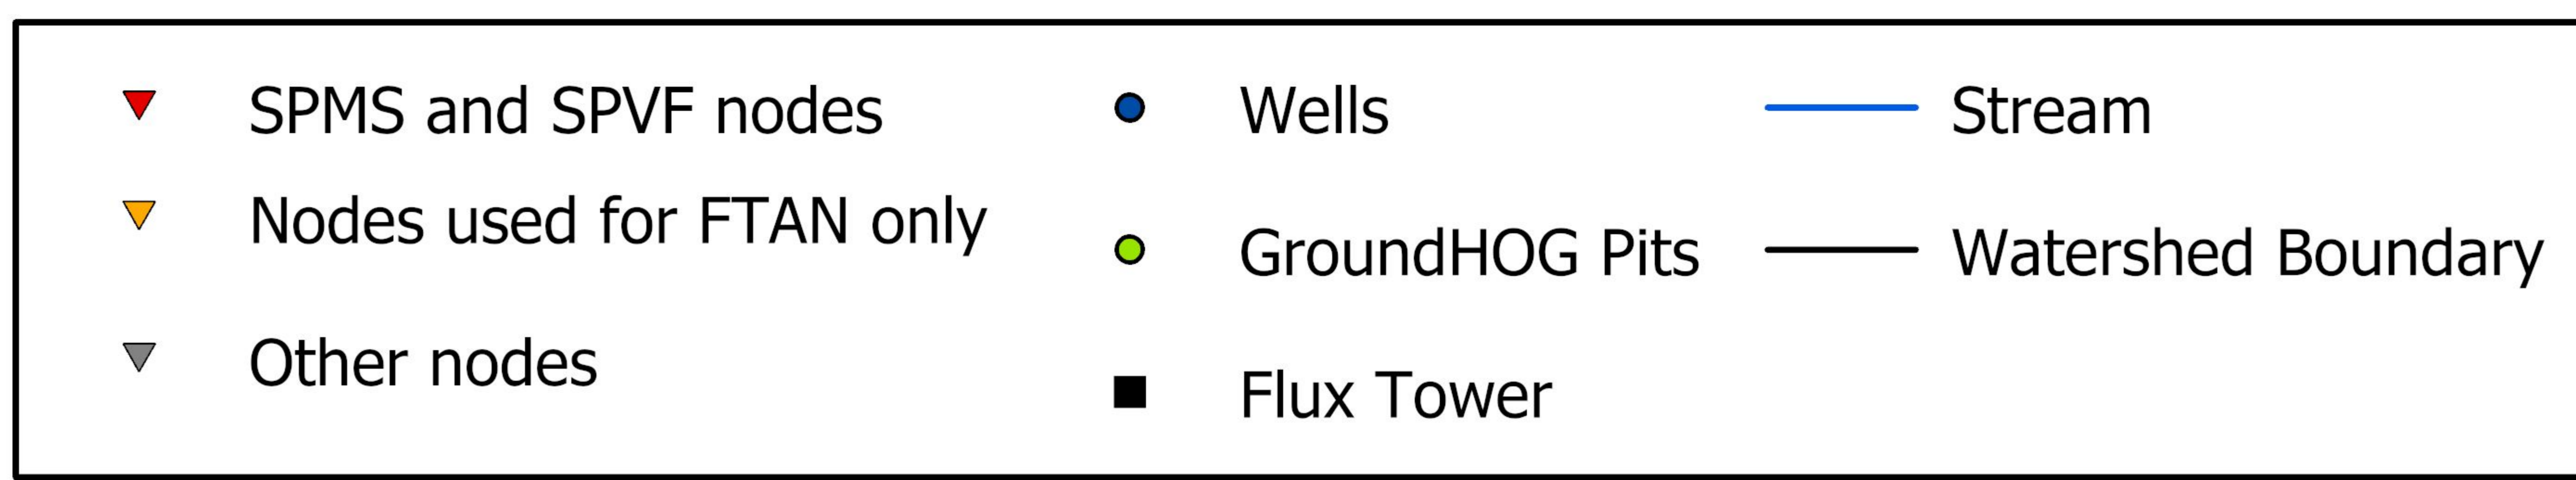 SPMS and SPVF nodes
Nodes used for FTAN only
Other nodes
Wells
GroundHOG Pits
Flux Tower
Stream
Watershed Boundary